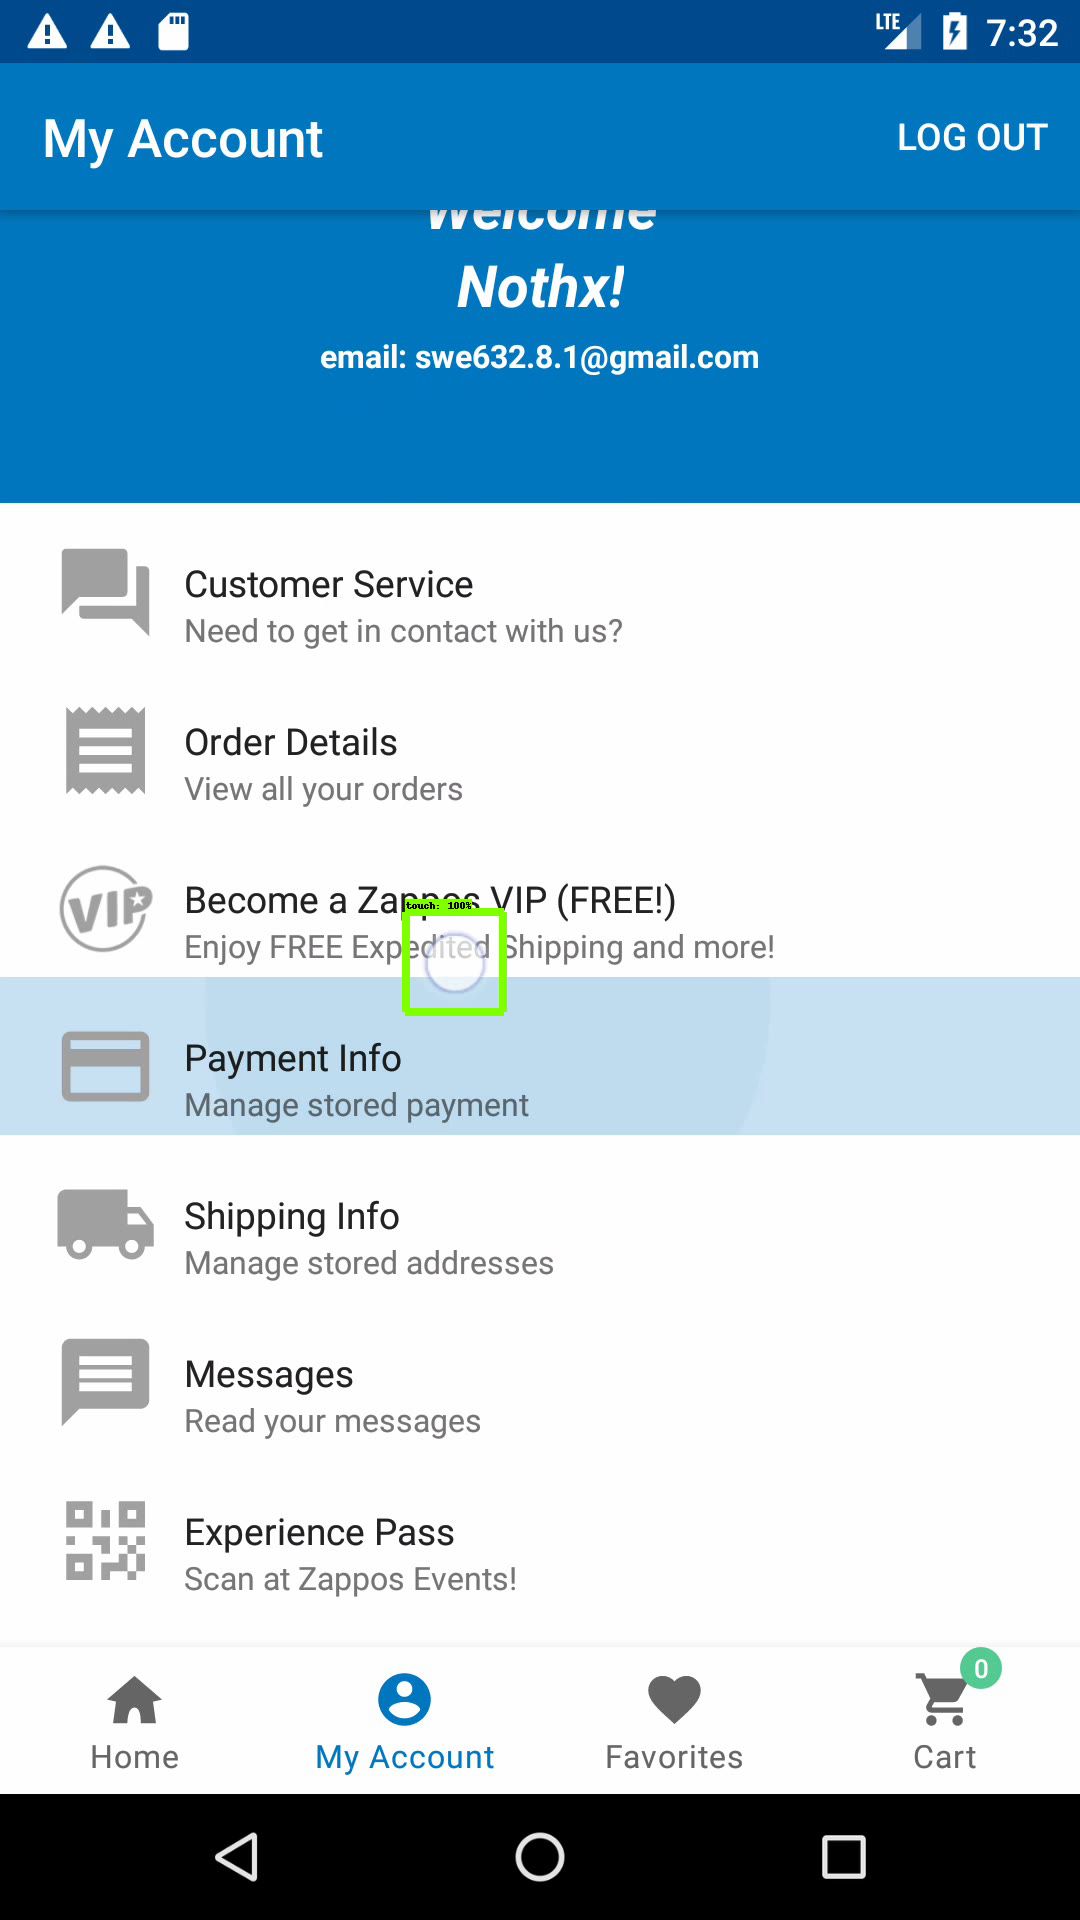 LTE 7:32
My Account LOG OUT
Welcome
Nothx!
email: swe632.8.1@gmail.com
Customer Service
Need to get in contact with us?
Order Details
View all your orders
VIP
Become a Zappos VIP (FREE!)
touch: 100%
Enjoy FREE Expedited Shipping and more!
Payment Info
Manage stored payment
Shipping Info
Manage stored addresses
Messages
Read your messages
Experience Pass
Scan at Zappos Events!
0
Home My Account Favorites Cart